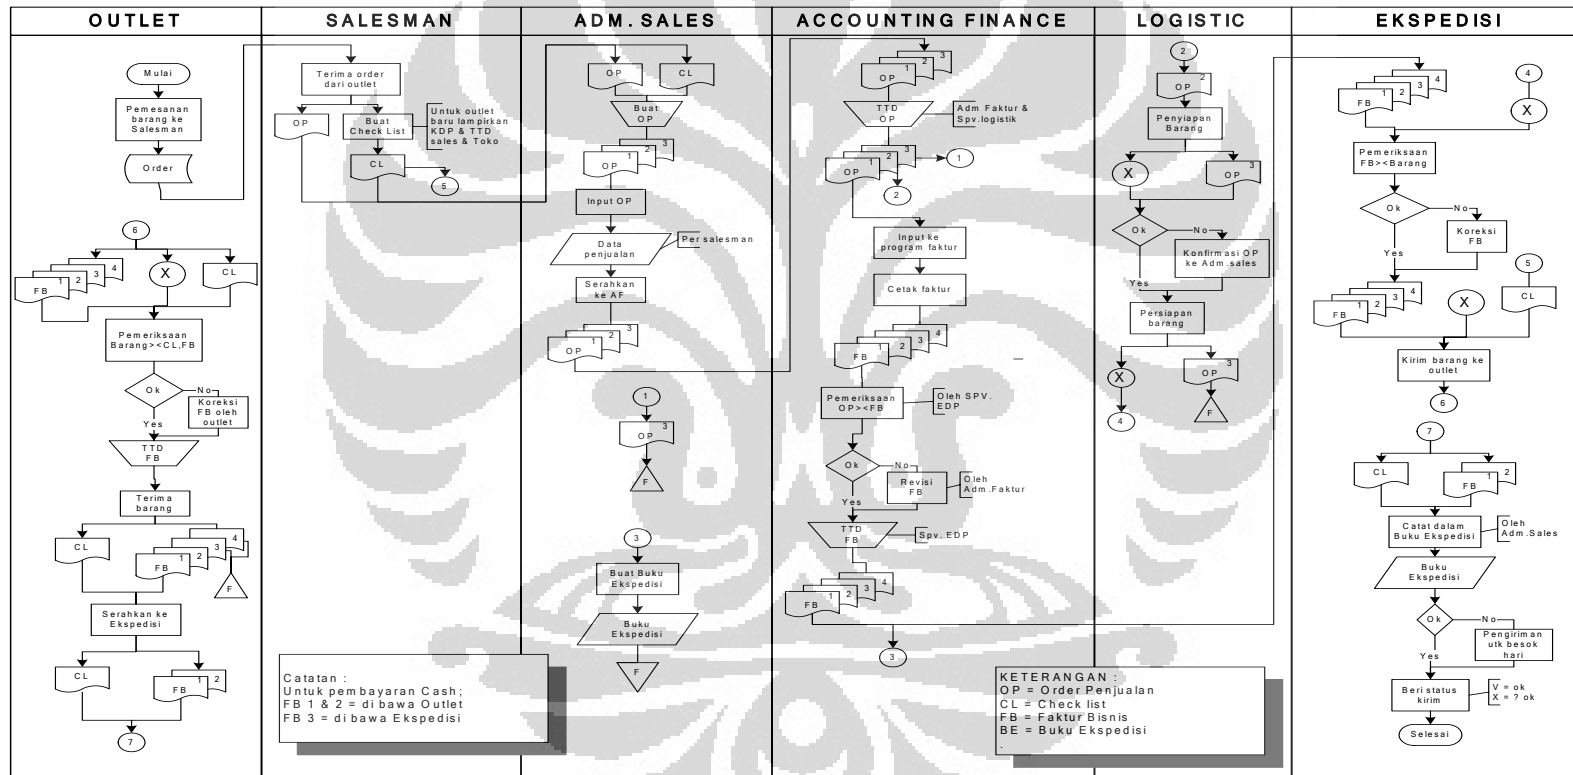 OUTLET
SALESMAN
ADM. SALES
ACCOUNTING FINANCE
LOGISTIC
EKSPEDISI
Mulai
Pemesanan
barang ke
Salesman
Order
6
FB
1
2
3
4
X
CL
Pemeriksaan
Barang><CL,FB
Ok
No
Koreksi
FB oleh
outlet
Yes
TTD
FB
Terima
barang
CL
FB
1
2
3
4
F
Serahkan ke
Ekspedisi
CL
FB
1
2
7
Terima order
dari outlet
OP
Buat
Check List
Untuk outlet
baru lampirkan
KDP & TTD
sales & Toko
CL
5
Catatan :
Untuk pembayaran Cash;
FB 1 & 2 = dibawa Outlet
FB 3 = dibawa Ekspedisi
OP
CL
Buat
OP
OP
1
2
3
Input OP
Data
penjualan
Per salesman
Serahkan
ke AF
OP
1
2
3
1
OP
3
F
3
Buat Buku
Ekspedisi
Buku
Ekspedisi
F
OP
1
2
3
TTD
OP
Adm Faktur &
Spv.logistik
OP
1
2
3
1
2
Input ke
program faktur
Cetak faktur
FB
1
2
3
4
Pemeriksaan
OP><FB
Oleh SPV.
EDP
Ok
No
Revisi
FB
Oleh
Adm.Faktur
Yes
TTD
FB
Spv. EDP
FB
1
2
3
4
3
2
OP
2
Penyiapan
Barang
X
OP
3
Ok
No
Konfirmasi OP
ke Adm.sales
Yes
Persiapan
barang
X
OP
3
4
F
KETERANGAN :
OP = Order Penjualan
CL = Check list
FB = Faktur Bisnis
BE = Buku Ekspedisi
.
FB
1
2
3
4
4
X
Pemeriksaan
FB><Barang
Ok
No
Koreksi
FB
Yes
FB
1
2
3
4
X
5
CL
Kirim barang ke
outlet
6
7
CL
FB
1
2
Catat dalam
Buku Ekspedisi
Oleh
Adm.Sales
Buku
Ekspedisi
Ok
No
Pengiriman
utk besok
hari
Yes
Beri status
kirim
V = ok
X = ? ok
Selesai